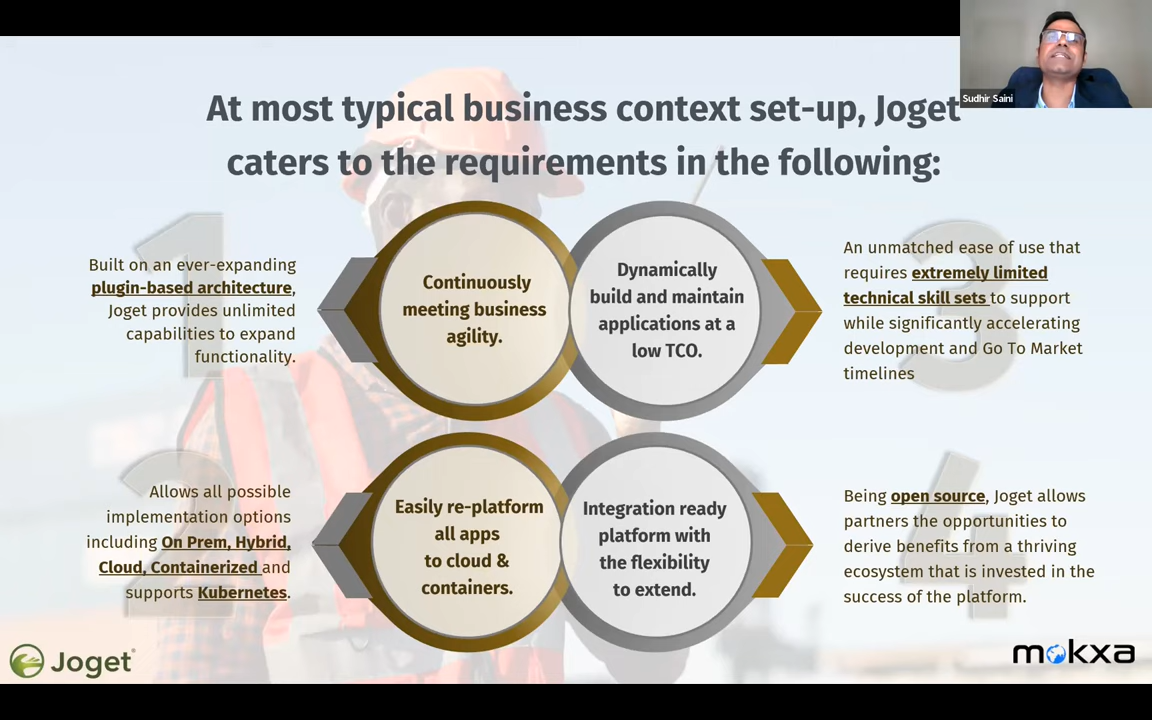 Sudhir Saini
At most typical business context set-up, Joget
caters to the requirements in the following:
1
Built on an ever-expanding
plugin-based architecture,
Joget provides unlimited
capabilities to expand
functionality.
Continuously
meeting business
agility.
Dynamically
build and maintain
applications at a
low TCO.
3
An unmatched ease of use that
requires extremely limited
technical skill sets to support
while significantly accelerating
development and Go To Market
timelines
2
Allows all possible
implementation options
including On Prem, Hybrid,
Cloud, Containerized and
supports Kubernetes.
Easily re-platform
all apps
to cloud &
containers.
Integration ready
platform with
the flexibility
to extend.
4
Being open source, Joget allows
partners the opportunities to
derive benefits from a thriving
ecosystem that is invested in the
success of the platform.
Joget®
mokxa